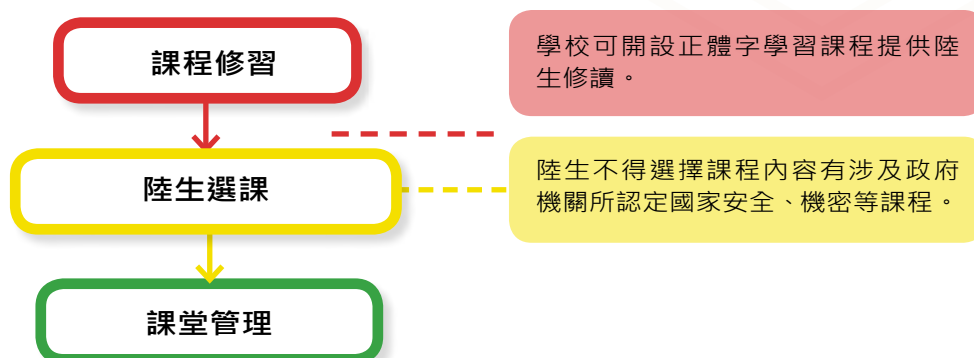 課程修習
學校可開設正體字學習課程提供陸
生修讀。
陸生選課
陸生不得選擇課程內容有涉及政府
機關所認定國家安全、機密等課程。
課堂管理